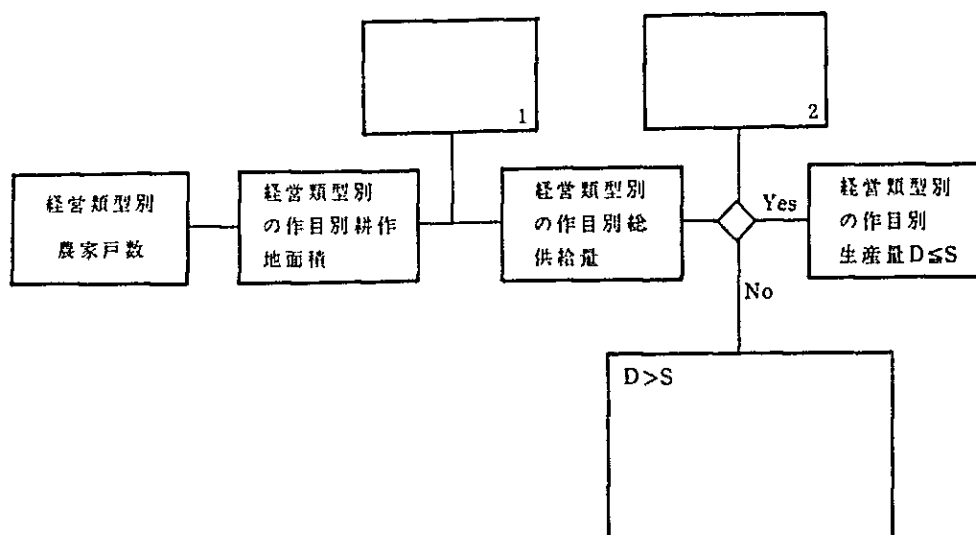 1
2
経営類型別
農家戸数
経営類型別
の作目別耕作
地面積
経営類型別
の作目別総
供給量
Yes
経営類型別
の作目別
生産量D≦S
No
D>S